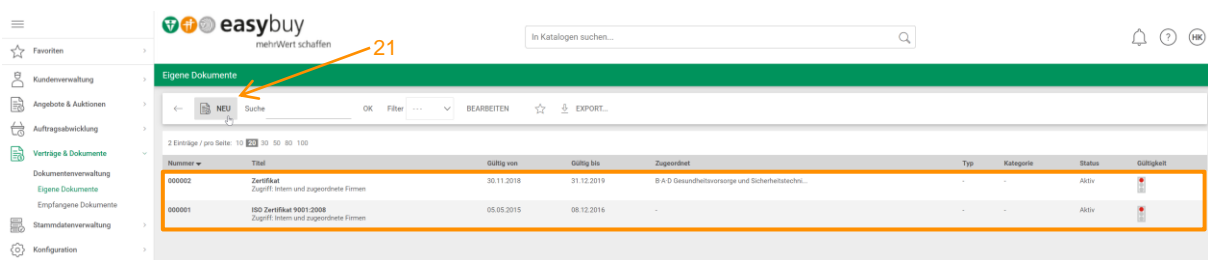 easybuy
mehrWert schaffen
In Katalogen suchen...
?
HK
21
Favoriten
Kundenverwaltung
Angebote & Auktionen
Auftragsabwicklung
Verträge & Dokumente
Dokumentenverwaltung
Eigene Dokumente
Empfangene Dokumente
Stammdatenverwaltung
Konfiguration
Eigene Dokumente
NEU Suche OK Filter ... BEARBEITEN EXPORT...
2 Einträge / pro Seite: 10 20 30 50 80 100
Nummer Titel Gültig von Gültig bis Zugeordnet Typ Kategorie Status Gültigkeit
000002 Zertifikat 30.11.2018 31.12.2019 B·A·D Gesundheitsvorsorge und Sicherheitstechni... - - Aktiv
Zugriff: Intern und zugeordnete Firmen
000001 ISO Zertifikat 9001:2008 05.05.2015 08.12.2016 - - - Aktiv
Zugriff: Intern und zugeordnete Firmen